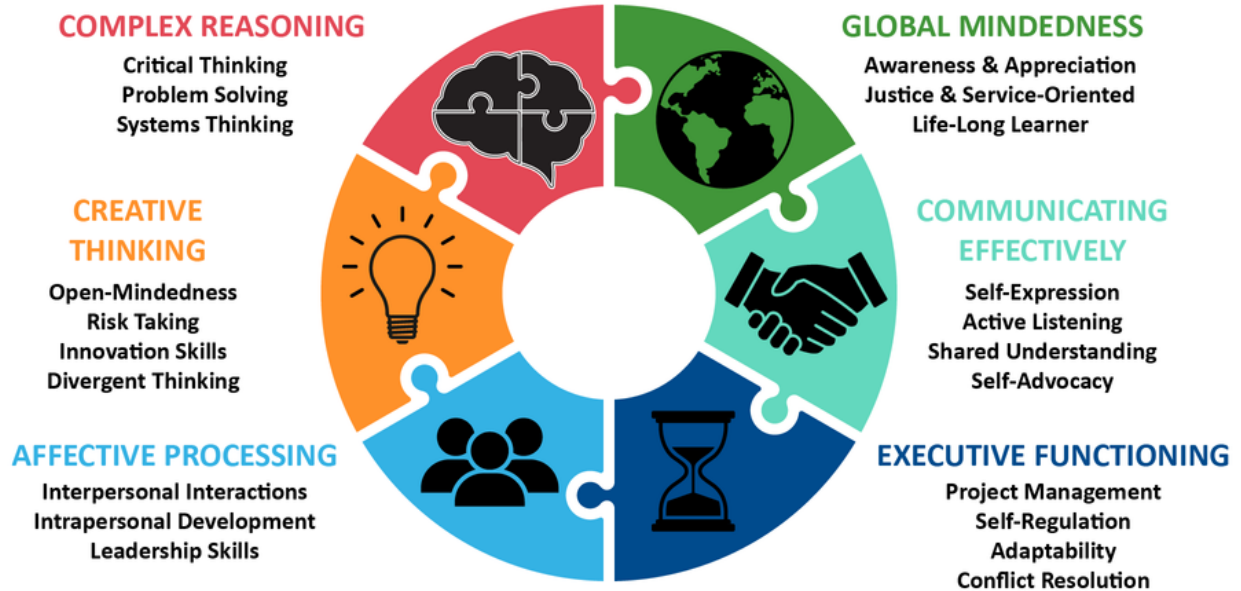 COMPLEX REASONING
Critical Thinking
Problem Solving
Systems Thinking
GLOBAL MINDEDNESS
Awareness & Appreciation
Justice & Service-Oriented
Life-Long Learner
CREATIVE
THINKING
Open-Mindedness
Risk Taking
Innovation Skills
Divergent Thinking
COMMUNICATING
EFFECTIVELY
Self-Expression
Active Listening
Shared Understanding
Self-Advocacy
AFFECTIVE PROCESSING
Interpersonal Interactions
Intrapersonal Development
Leadership Skills
EXECUTIVE FUNCTIONING
Project Management
Self-Regulation
Adaptability
Conflict Resolution